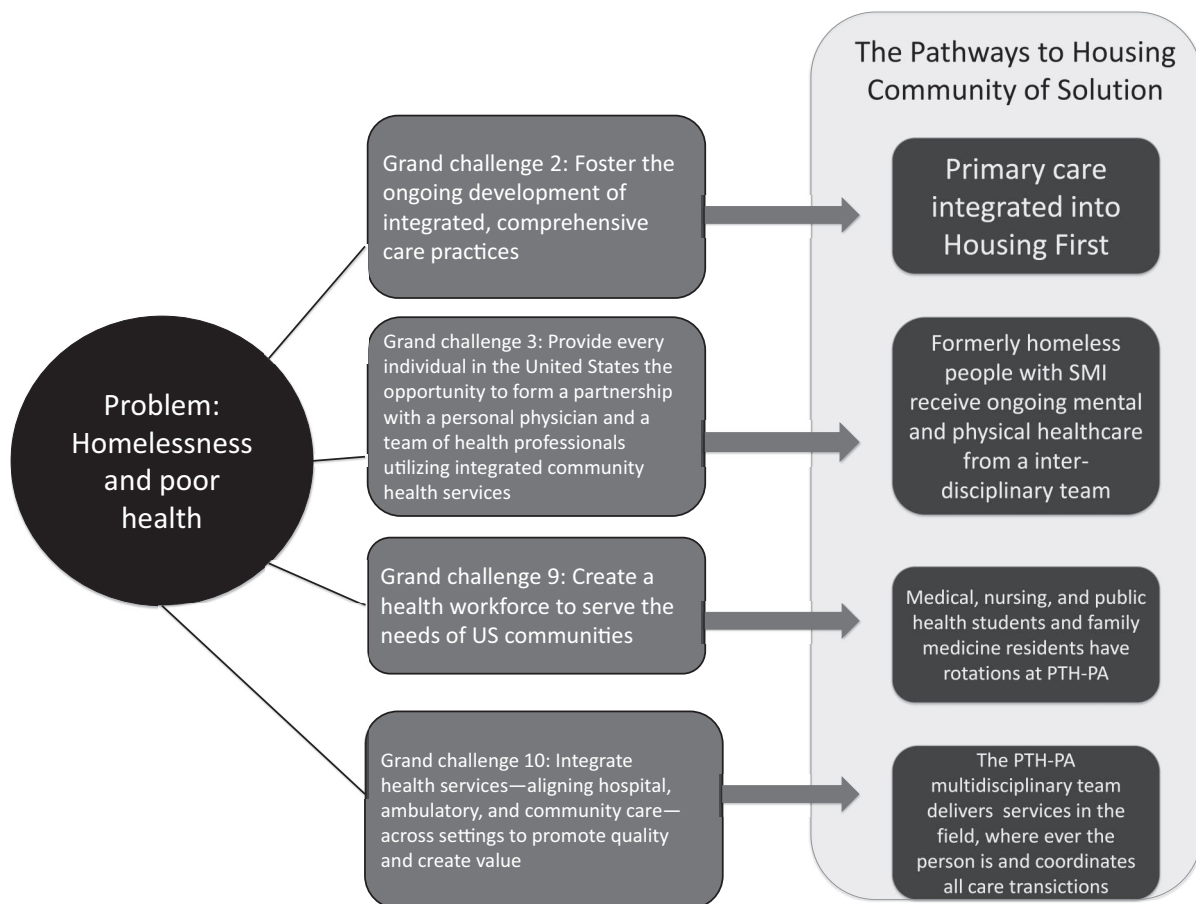 The Pathways to Housing
Community of Solution
Problem:
Homelessness
and poor
health
Grand challenge 2: Foster the
ongoing development of
integrated, comprehensive
care practices
Primary care
integrated into
Housing First
Grand challenge 3: Provide every
individual in the United States the
opportunity to form a partnership
with a personal physician and a
team of health professionals
utilizing integrated community
health services
Formerly homeless
people with SMI
receive ongoing mental
and physical healthcare
from a inter-
disciplinary team
Grand challenge 9: Create a
health workforce to serve the
needs of US communities
Medical, nursing, and public
health students and family
medicine residents have
rotations at PTH-PA
Grand challenge 10: Integrate
health services—aligning hospital,
ambulatory, and community care—
across settings to promote quality
and create value
The PTH-PA
multidisciplinary team
delivers services in the
field, where ever the
person is and coordinates
all care transictions